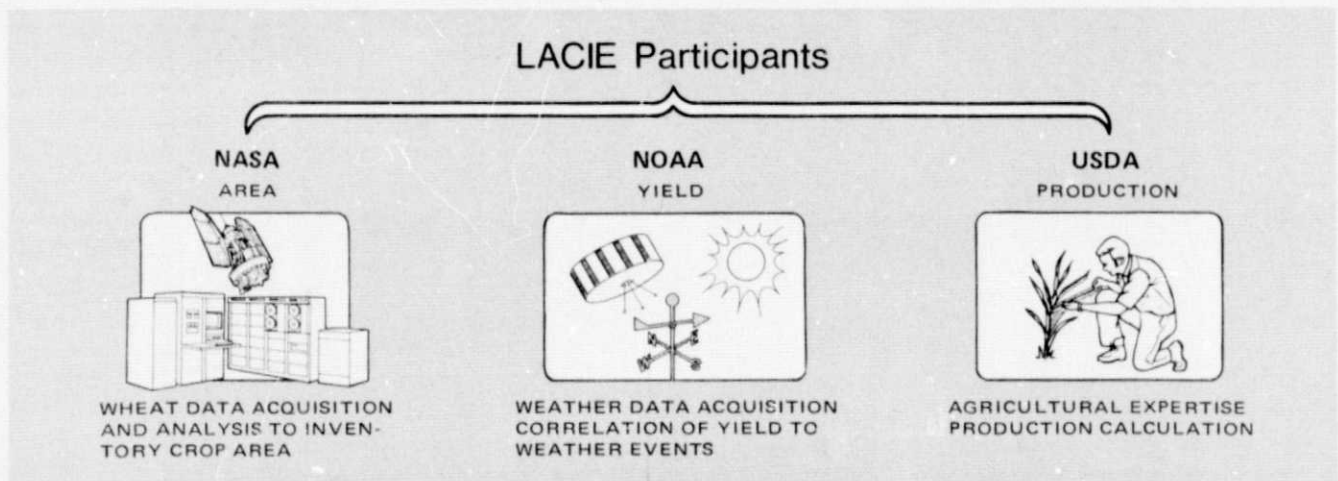 LACIE Participants
NASA
AREA
WHEAT DATA ACQUISITION
AND ANALYSIS TO INVEN-
TORY CROP AREA
NOAA
YIELD
WEATHER DATA ACQUISITION
CORRELATION OF YIELD TO
WEATHER EVENTS
USDA
PRODUCTION
AGRICULTURAL EXPERTISE
PRODUCTION CALCULATION